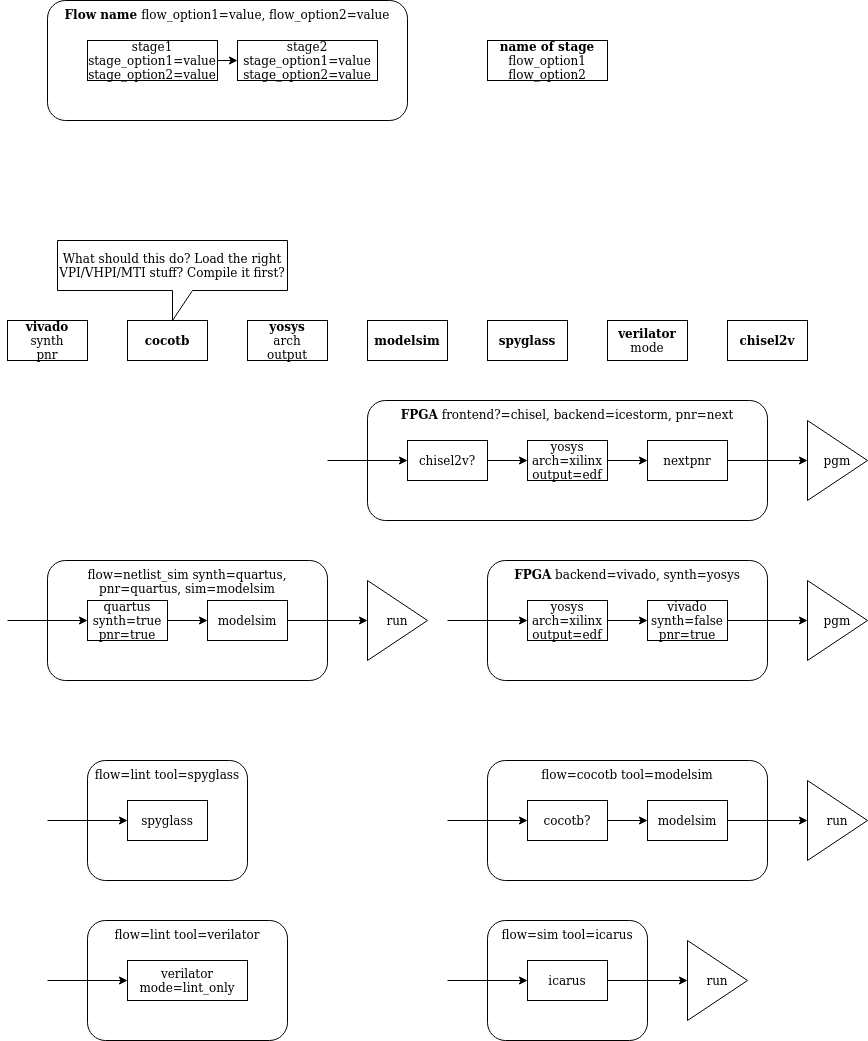 Flow name flow_option1=value, flow_option2=value
stage1
stage_option1=value
stage_option2=value
stage2
stage_option1=value
stage_option2=value
name of stage
flow_option1
flow_option2
What should this do? Load the right
VPI/VHPI/MTI stuff? Compile it first?
vivado
synth
pnr
cocotb
yosys
arch
output
modelsim
spyglass
verilator
mode
chisel2v
FPGA frontend?=chisel, backend=icestorm, pnr=next
chisel2v?
yosys
arch=xilinx
output=edf
nextpnr
pgm
flow=netlist_sim synth=quartus,
pnr=quartus, sim=modelsim
quartus
synth=true
pnr=true
modelsim
run
FPGA backend=vivado, synth=yosys
yosys
arch=xilinx
output=edf
vivado
synth=false
pnr=true
pgm
flow=lint tool=spyglass
spyglass
flow=cocotb tool=modelsim
cocotb?
modelsim
run
flow=lint tool=verilator
verilator
mode=lint_only
flow=sim tool=icarus
icarus
run